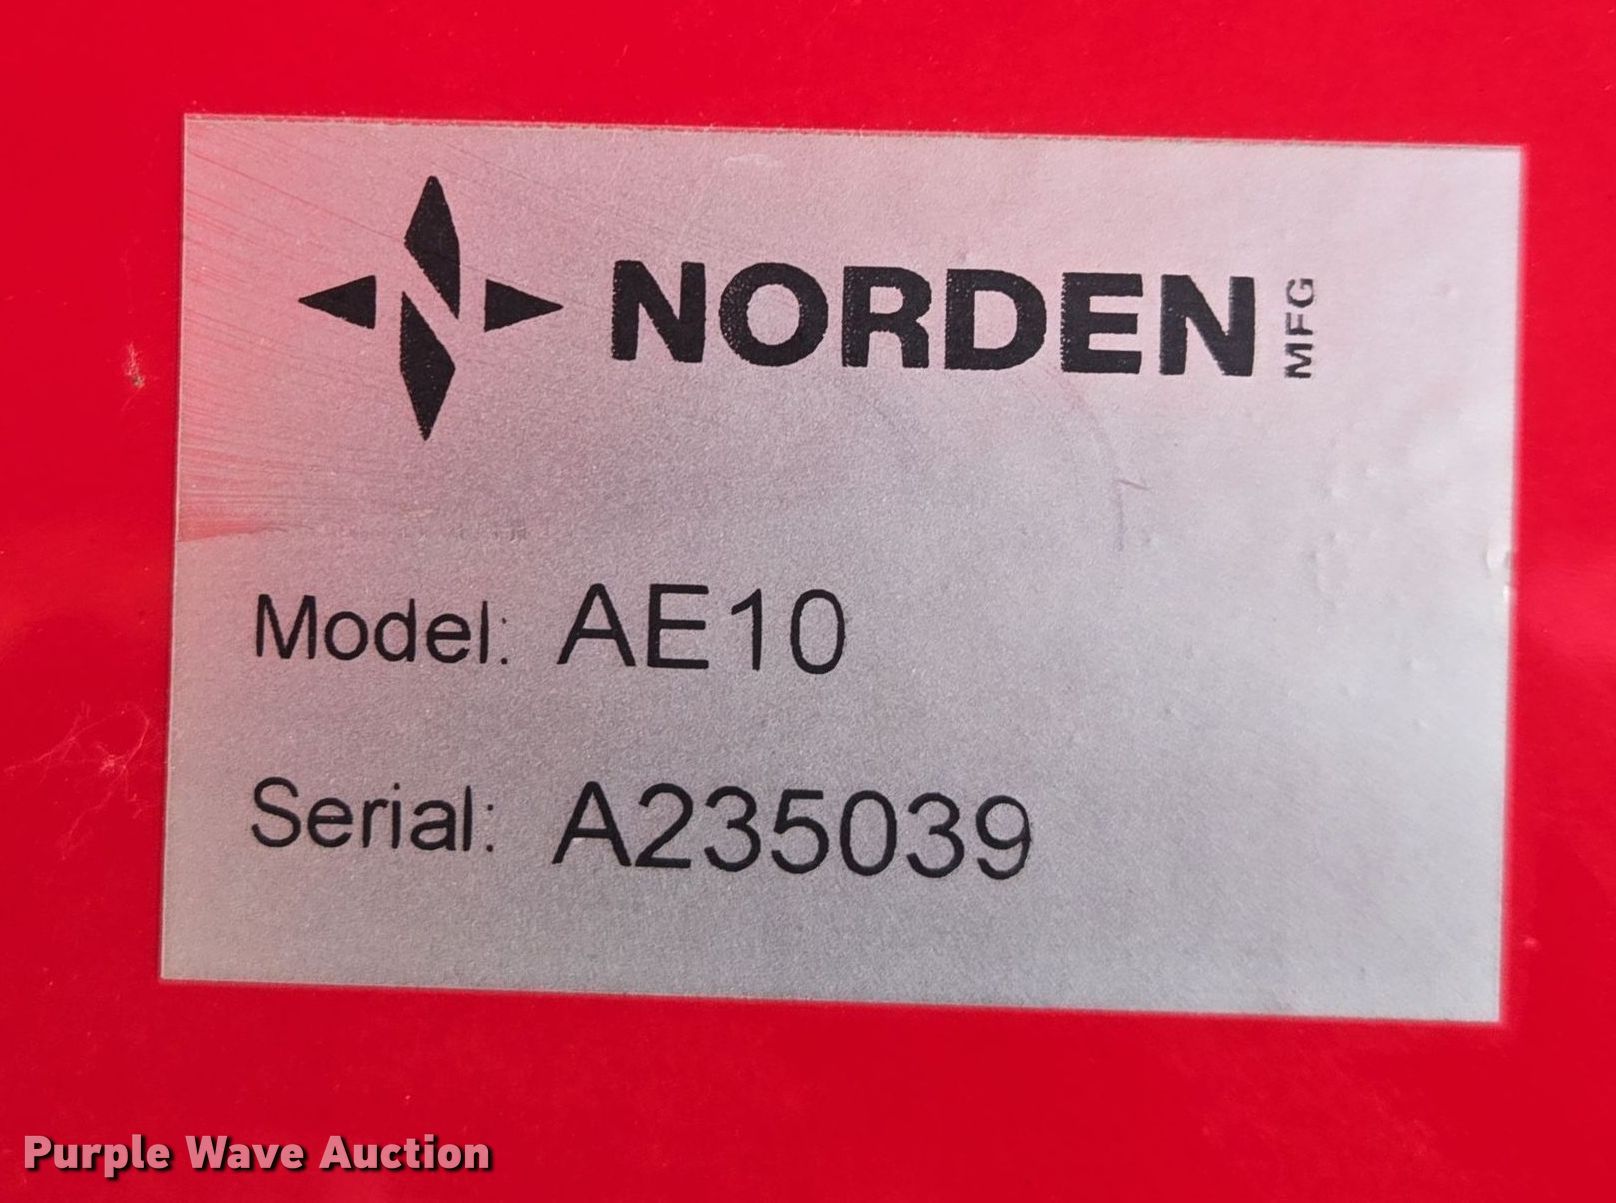 NORDEN MFG
Model: AE10
Serial: A235039
Purple Wave Auction